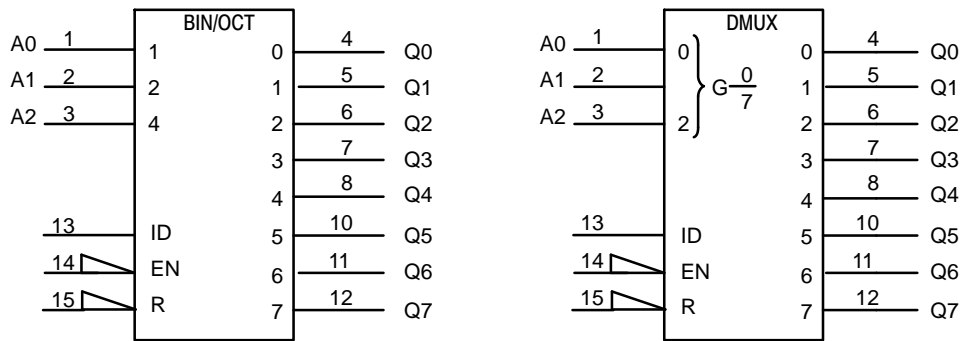 BIN/OCT
A0 1 1 0 4 Q0
A1 2 2 1 5 Q1
A2 3 4 2 6 Q2
3 7 Q3
4 8 Q4
13 ID 5 10 Q5
14 EN 6 11 Q6
15 R 7 12 Q7
DMUX
A0 1 0 0 4 Q0
A1 2 G 0/7 1 5 Q1
A2 3 2 2 6 Q2
3 7 Q3
4 8 Q4
13 ID 5 10 Q5
14 EN 6 11 Q6
15 R 7 12 Q7